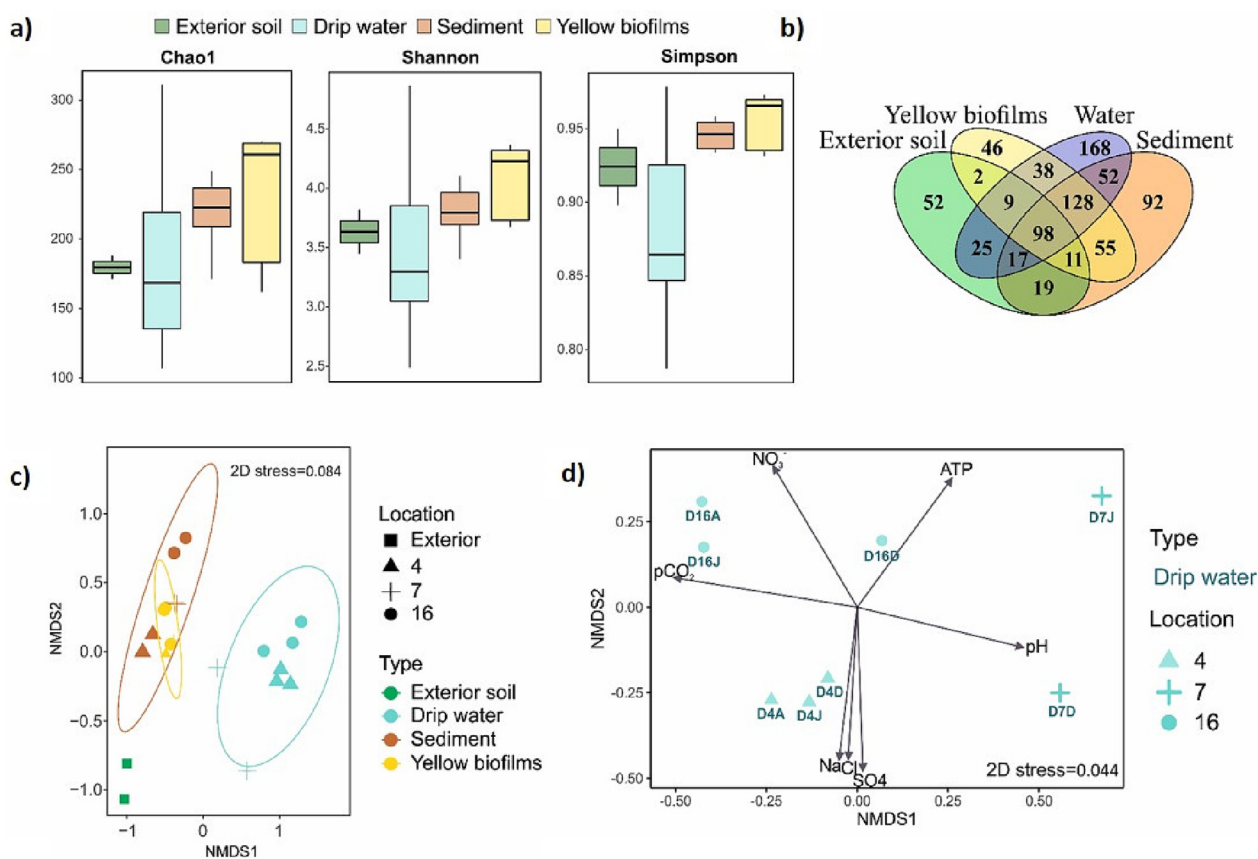 a)
Exterior soil Drip water Sediment Yellow biofilms
Chao1
300
250
200
150
100
Shannon
4.5
4.0
3.5
3.0
2.5
Simpson
0.95
0.90
0.85
0.80
b)
Yellow biofilms Water
Exterior soil Sediment
46 168
2 38 52
52 9 128 92
98
25 17 11 55
19
c)
2D stress=0.084
NMDS2
1.0
0.5
0.0
−0.5
−1.0
−1 0 1
NMDS1
Location
Exterior
4
7
16
Type
Exterior soil
Drip water
Sediment
Yellow biofilms
d)
NMDS2
0.25
0.00
-0.25
-0.50
NO3-
ATP
D16A
D7J
D16J
D16D
pCO2
pH
D4D
D4A D4J
D7D
NaCl
SO4
2D stress=0.044
-0.50 -0.25 0.00 0.25 0.50
NMDS1
Type
Drip water
Location
4
7
16